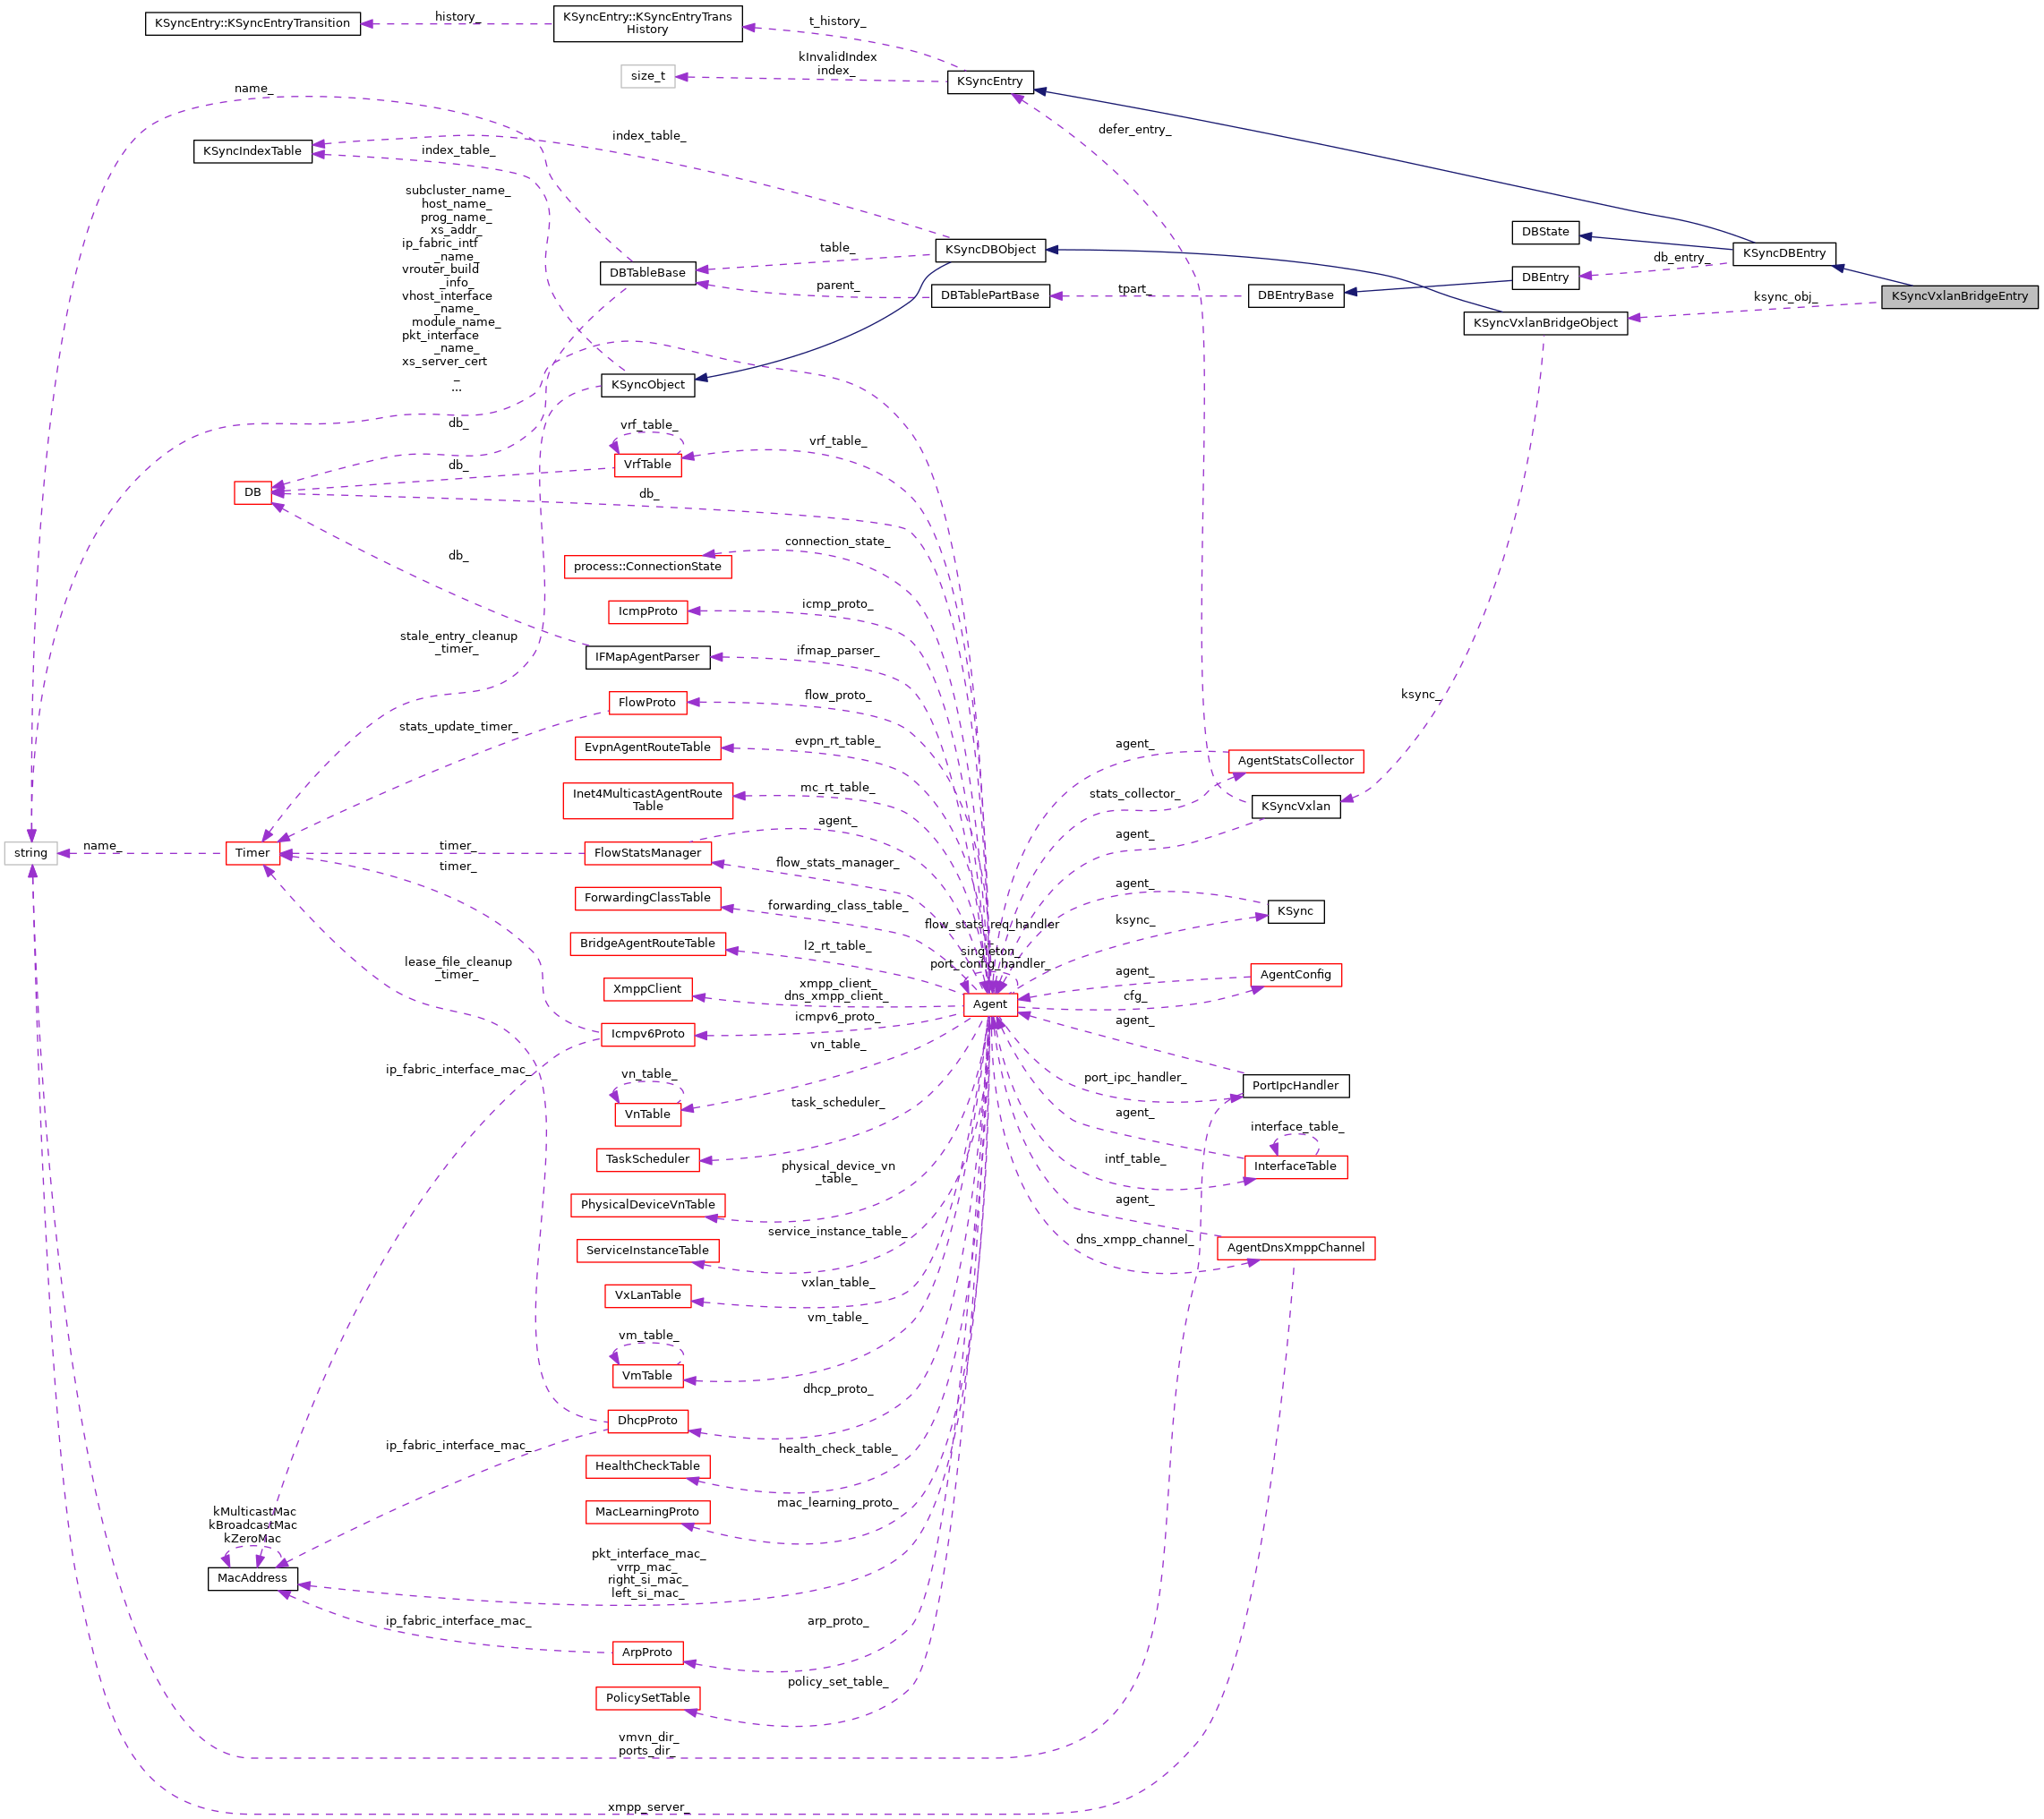 KSyncEntry::KSyncEntryTransition
history_
KSyncEntry::KSyncEntryTrans
History
t_history_
kInvalidIndex
index_
size_t
KSyncEntry
name_
defer_entry_
index_table_
KSyncIndexTable
index_table_
subcluster_name_
host_name_
prog_name_
xs_addr_
ip_fabric_intf
_name_
vrouter_build
_info_
vhost_interface
_name_
module_name_
pkt_interface
_name_
xs_server_cert
_
...
DBState
KSyncDBObject
KSyncDBEntry
table_
db_entry_
DBTableBase
DBEntry
parent_
DBTablePartBase
tpart_
DBEntryBase
ksync_obj_
KSyncVxlanBridgeEntry
KSyncVxlanBridgeObject
KSyncObject
db_
vrf_table_
vrf_table_
db_
VrfTable
DB
db_
connection_state_
db_
process::ConnectionState
icmp_proto_
IcmpProto
stale_entry_cleanup
_timer_
ifmap_parser_
IFMapAgentParser
flow_proto_
ksync_
FlowProto
stats_update_timer_
evpn_rt_table_
agent_
EvpnAgentRouteTable
AgentStatsCollector
mc_rt_table_
stats_collector_
Inet4MulticastAgentRoute
Table
KSyncVxlan
agent_
agent_
string
name_
Timer
timer_
FlowStatsManager
timer_
flow_stats_manager_
agent_
ForwardingClassTable
forwarding_class_table_
KSync
flow_stats_req_handler
_
ksync_
BridgeAgentRouteTable
l2_rt_table_
singleton_
port_config_handler_
lease_file_cleanup
_timer_
agent_
AgentConfig
XmppClient
xmpp_client_
dns_xmpp_client_
cfg_
Agent
icmpv6_proto_
agent_
Icmpv6Proto
vn_table_
ip_fabric_interface_mac_
vn_table_
port_ipc_handler_
PortIpcHandler
VnTable
task_scheduler_
agent_
interface_table_
TaskScheduler
intf_table_
InterfaceTable
physical_device_vn
_table_
PhysicalDeviceVnTable
agent_
service_instance_table_
dns_xmpp_channel_
ServiceInstanceTable
AgentDnsXmppChannel
vxlan_table_
VxLanTable
vm_table_
vm_table_
VmTable
dhcp_proto_
DhcpProto
ip_fabric_interface_mac_
health_check_table_
HealthCheckTable
mac_learning_proto_
MacLearningProto
kMulticastMac
kBroadcastMac
kZeroMac
pkt_interface_mac_
vrrp_mac_
right_si_mac_
left_si_mac_
MacAddress
ip_fabric_interface_mac_
arp_proto_
ArpProto
policy_set_table_
PolicySetTable
vmvn_dir_
ports_dir_
xmpp_server_